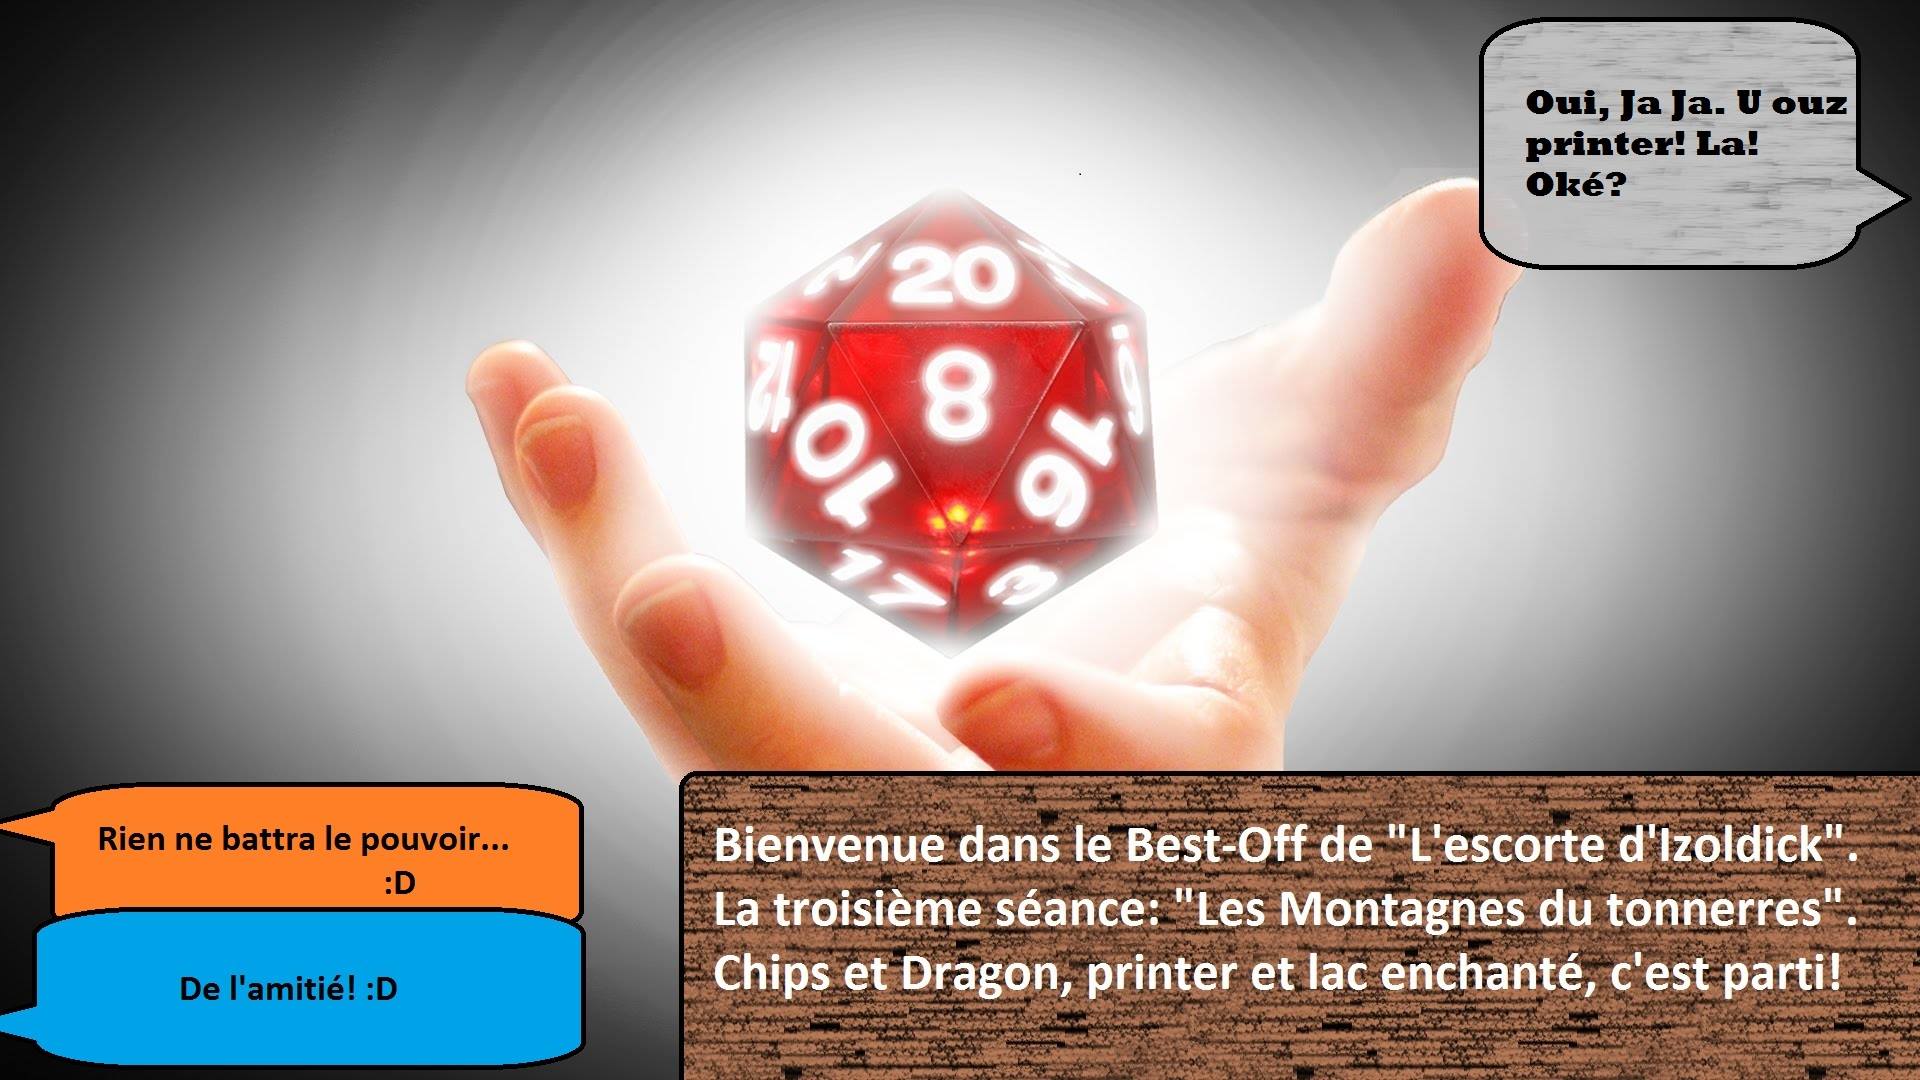 Oui, Ja Ja. U ouz
printer! La!
Oké?
20
8
10
16
12
17
3
Rien ne battra le pouvoir...
:D
De l'amitié! :D
Bienvenue dans le Best-Off de "L'escorte d'Izoldick".
La troisième séance: "Les Montagnes du tonnerres".
Chips et Dragon, printer et lac enchanté, c'est parti!